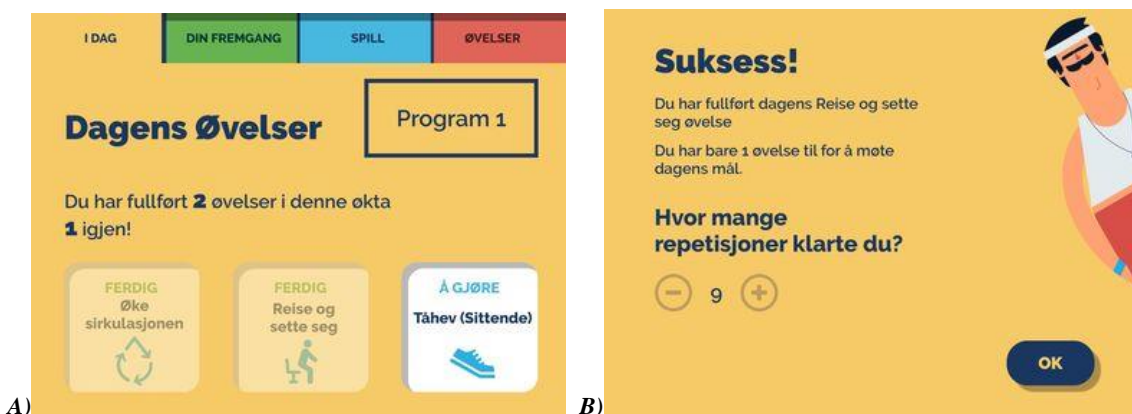 I DAG
DIN FREMGANG
SPILL
ØVELSER
Dagens Øvelser
Program 1
Du har fullført 2 øvelser i denne økta
1 igjen!
FERDIG
Øke
sirkulasjonen
FERDIG
Reise og
sette seg
Å GJØRE
Tåhev (Sittende)
A)
Suksess!
Du har fullført dagens Reise og sette
seg øvelse
Du har bare 1 øvelse til for å møte
dagens mål.
Hvor mange
repetisjoner klarte du?
9
OK
B)